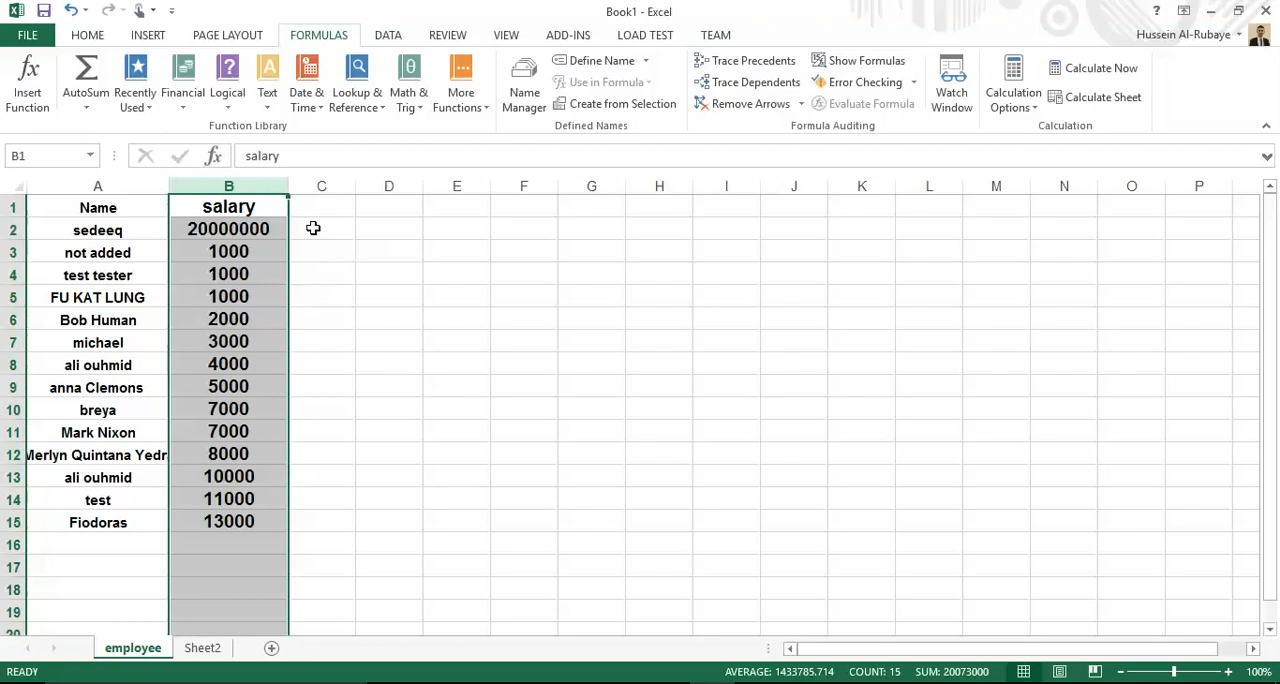 Book1 - Excel
?
FILE HOME INSERT PAGE LAYOUT FORMULAS DATA REVIEW VIEW ADD-INS LOAD TEST TEAM Hussein Al-Rubaye
fx Insert Function
Σ AutoSum
Recently Used
Financial
Logical
Text
Date & Time
Lookup & Reference
Math & Trig
More Functions
Function Library
Name Manager
Define Name
Use in Formula
Create from Selection
Defined Names
Trace Precedents
Trace Dependents
Remove Arrows
Show Formulas
Error Checking
Evaluate Formula
Formula Auditing
Watch Window
Calculation Options
Calculate Now
Calculate Sheet
Calculation
B1 fx salary
A B C D E F G H I J K L M N O P
1 Name salary
2 sedeeq 20000000
3 not added 1000
4 test tester 1000
5 FU KAT LUNG 1000
6 Bob Human 2000
7 michael 3000
8 ali ouhmid 4000
9 anna Clemons 5000
10 breya 7000
11 Mark Nixon 7000
12 Merlyn Quintana Yedr 8000
13 ali ouhmid 10000
14 test 11000
15 Fiodoras 13000
16
17
18
19
20
employee Sheet2
READY AVERAGE: 1433785.714 COUNT: 15 SUM: 20073000 100%